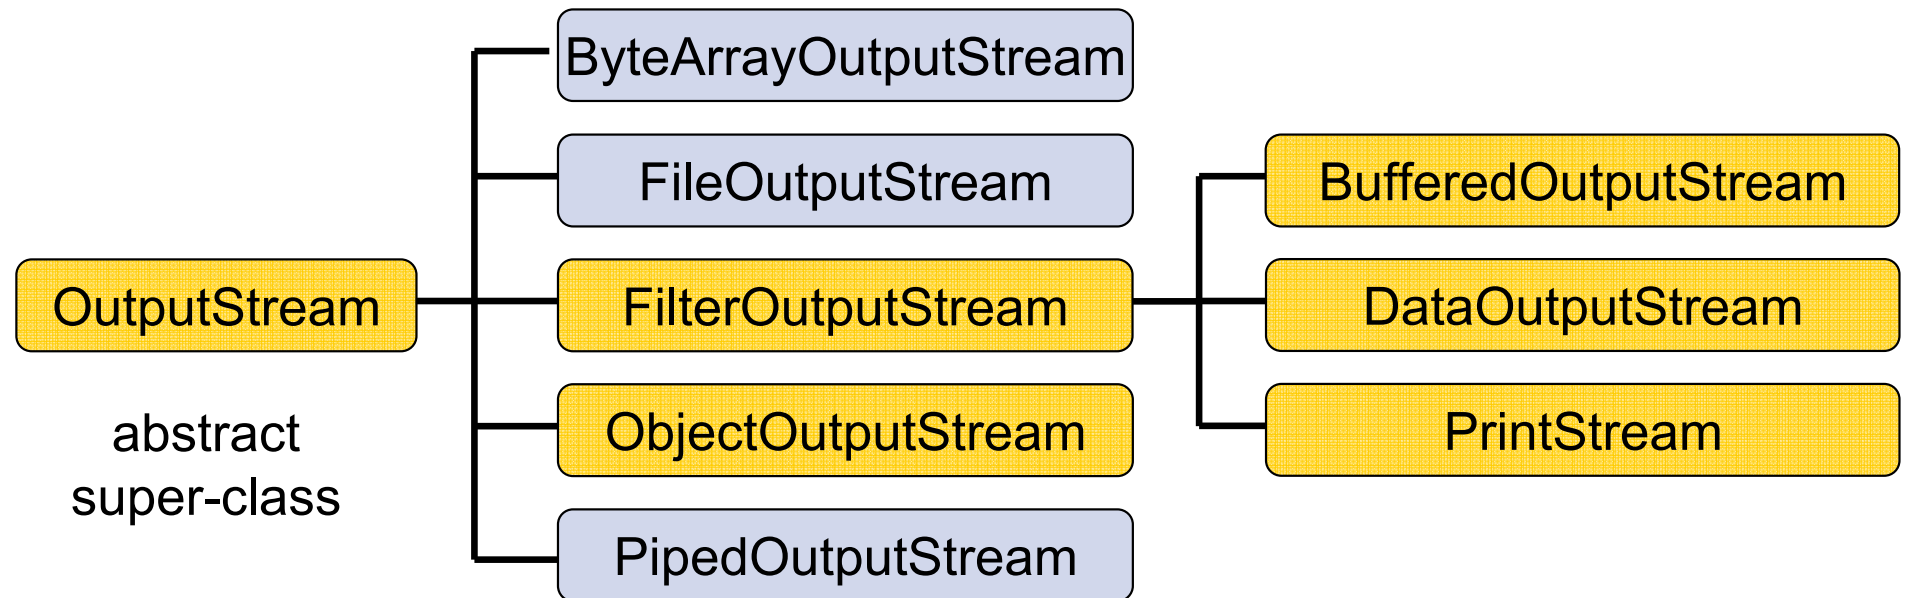 ByteArrayOutputStream
FileOutputStream
BufferedOutputStream
OutputStream
FilterOutputStream
DataOutputStream
abstract
super-class
ObjectOutputStream
PrintStream
PipedOutputStream